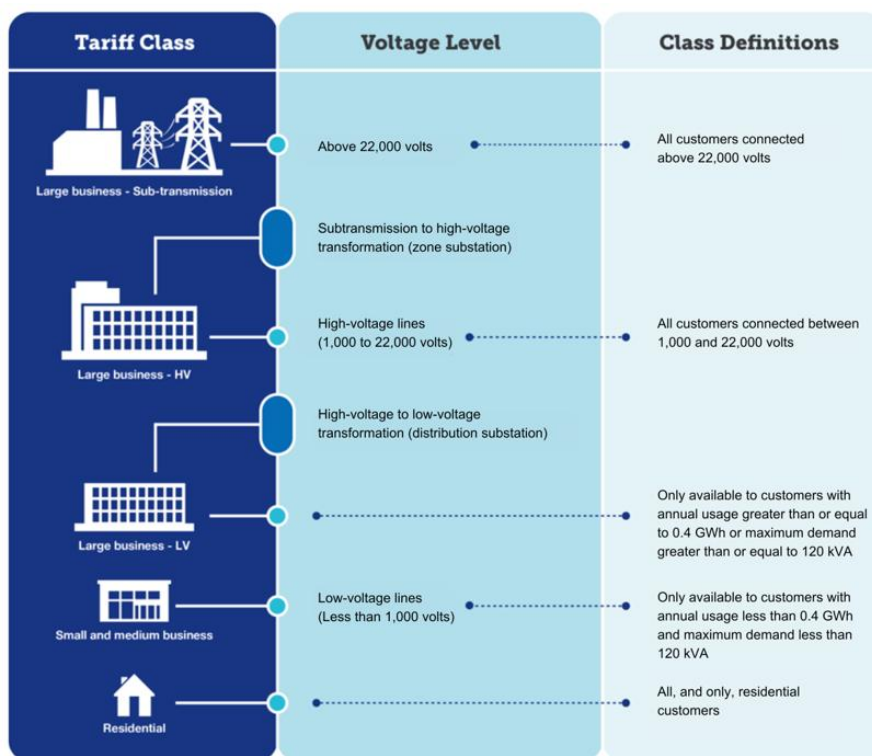 Tariff Class
Voltage Level
Class Definitions
Large business - Sub-transmission
Above 22,000 volts
All customers connected
above 22,000 volts
Subtransmission to high-voltage
transformation (zone substation)
Large business - HV
High-voltage lines
(1,000 to 22,000 volts)
All customers connected between
1,000 and 22,000 volts
High-voltage to low-voltage
transformation (distribution substation)
Large business - LV
Only available to customers with
annual usage greater than or equal
to 0.4 GWh or maximum demand
greater than or equal to 120 kVA
Small and medium business
Low-voltage lines
(Less than 1,000 volts)
Only available to customers with
annual usage less than 0.4 GWh
and maximum demand less than
120 kVA
Residential
All, and only, residential
customers